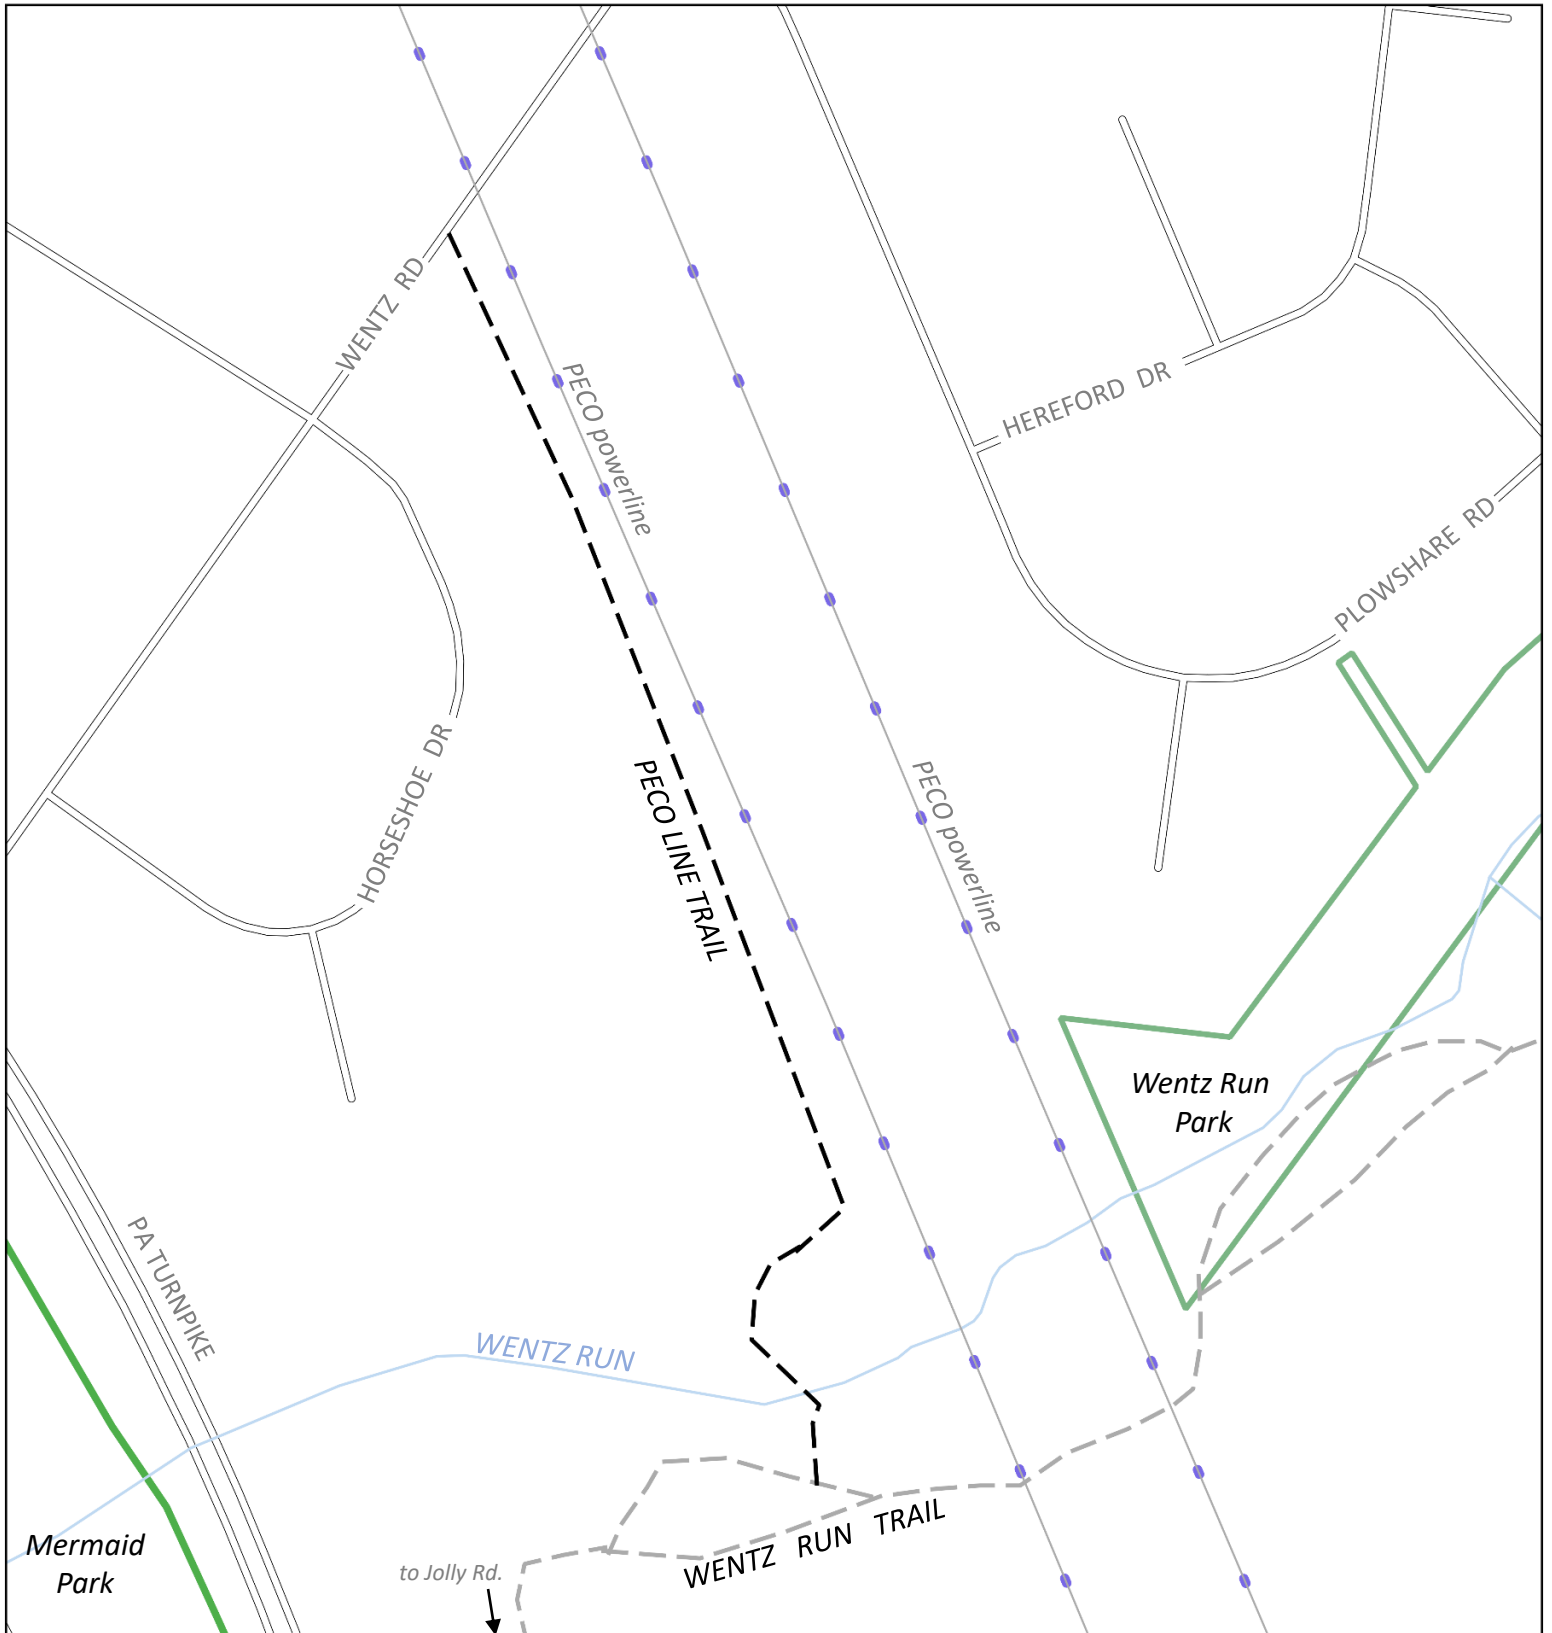 WENTZ RD
PECO powerline
HEREFORD DR
PLOWSHARE RD
HORSESHOE DR
PECO LINE TRAIL
PECO powerline
Wentz Run
Park
PA TURNPIKE
WENTZ RUN
WENTZ RUN TRAIL
Mermaid
Park
to Jolly Rd.